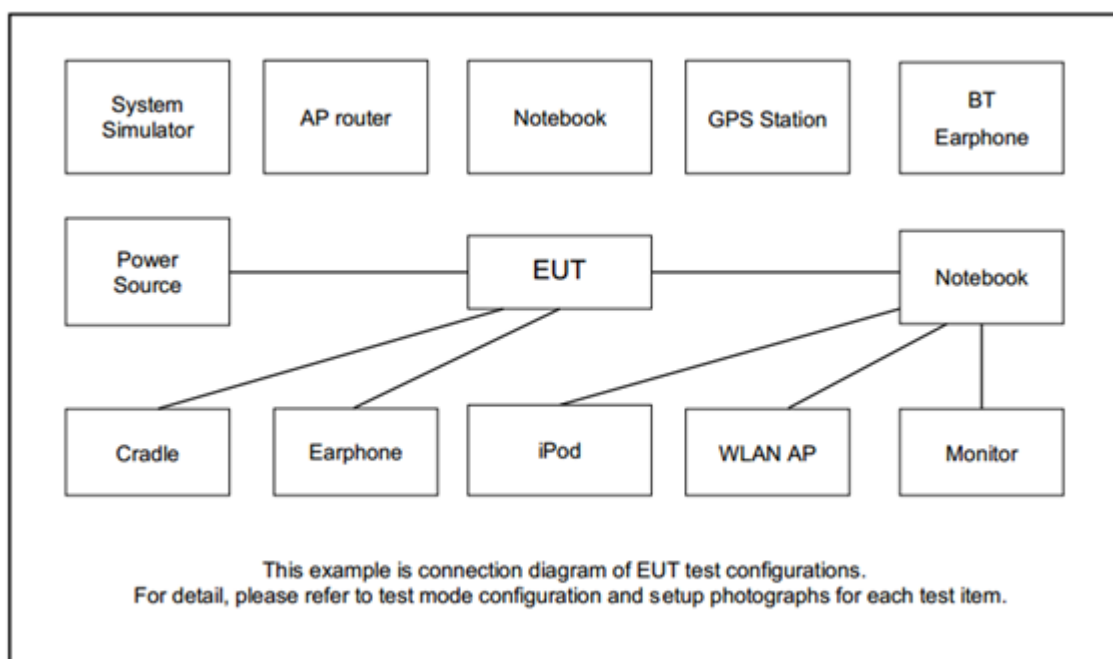 System
Simulator
AP router
Notebook
GPS Station
BT
Earphone
Power
Source
EUT
Notebook
Cradle
Earphone
iPod
WLAN AP
Monitor
This example is connection diagram of EUT test configurations.
For detail, please refer to test mode configuration and setup photographs for each test item.